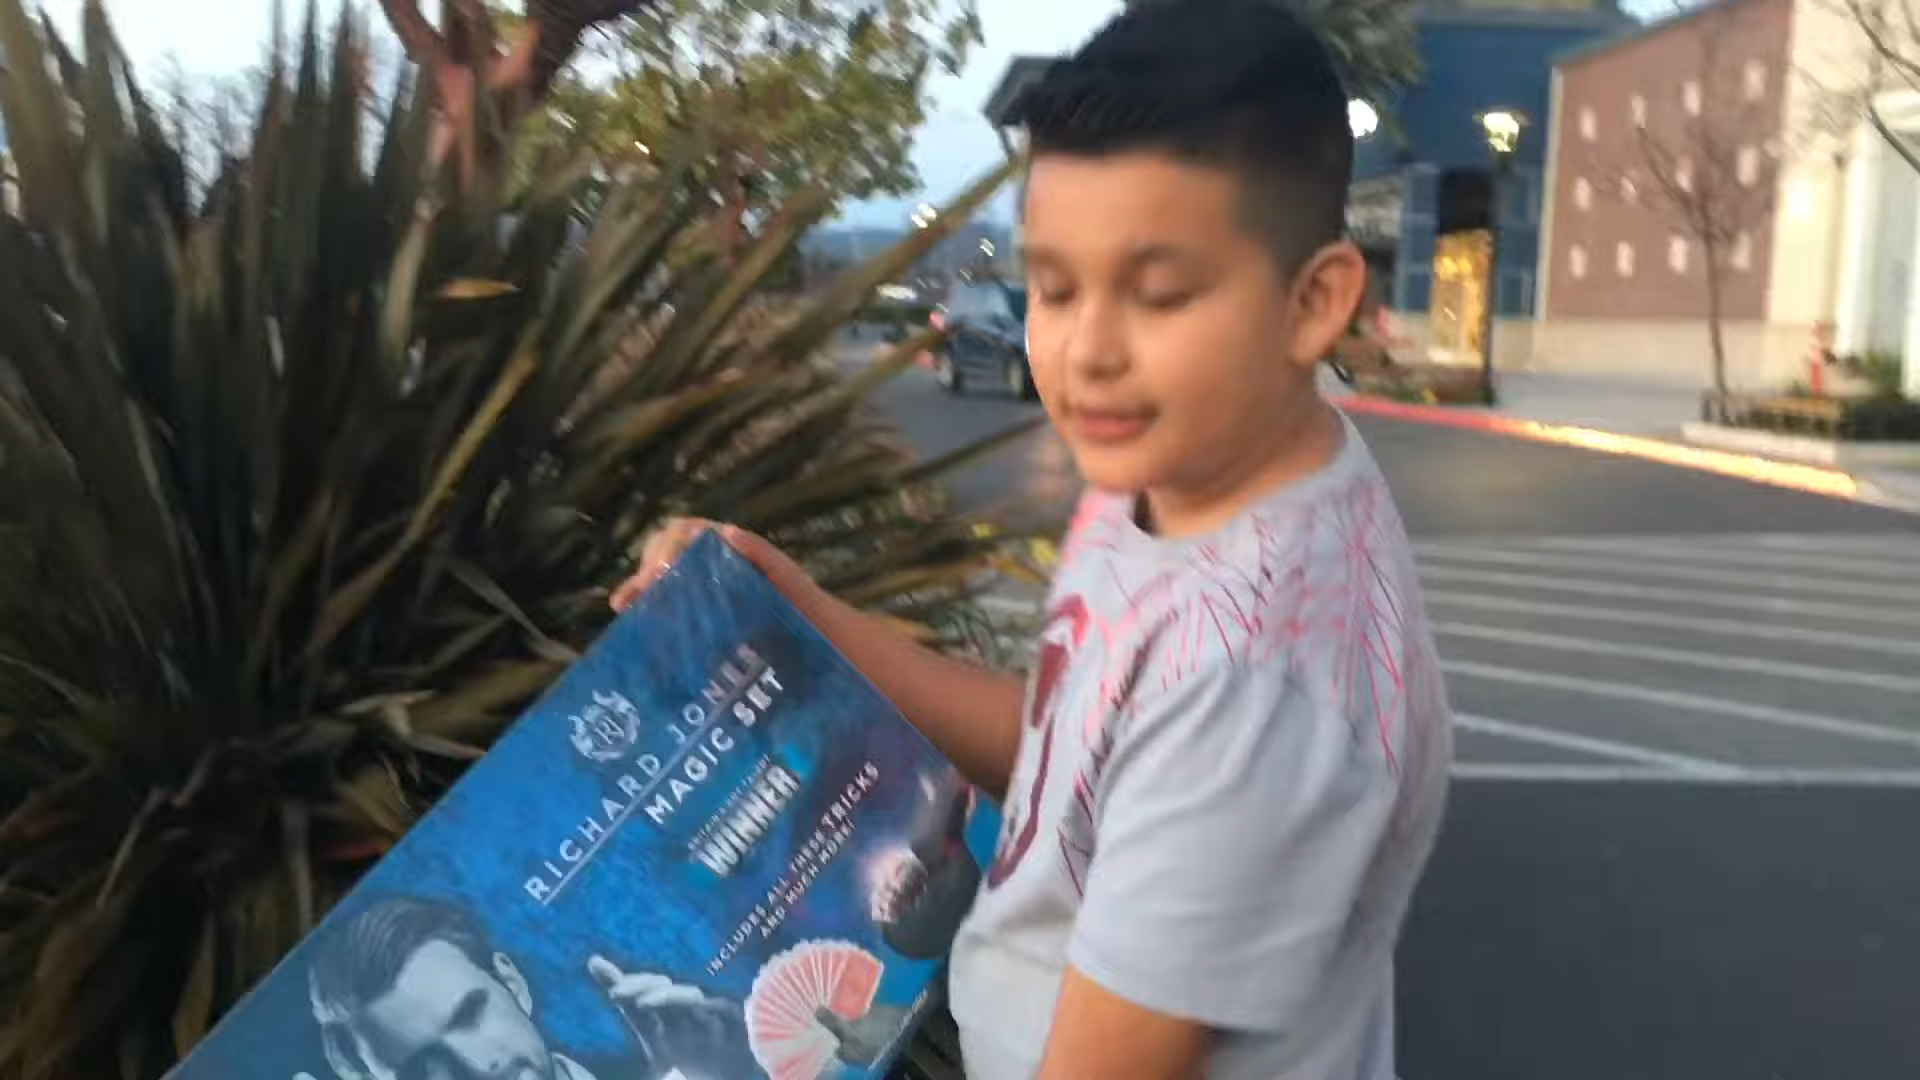 RJ
RICHARD JONES
MAGIC SET
WINNER
INCLUDES ALL THESE TRICKS
AND MUCH MORE!